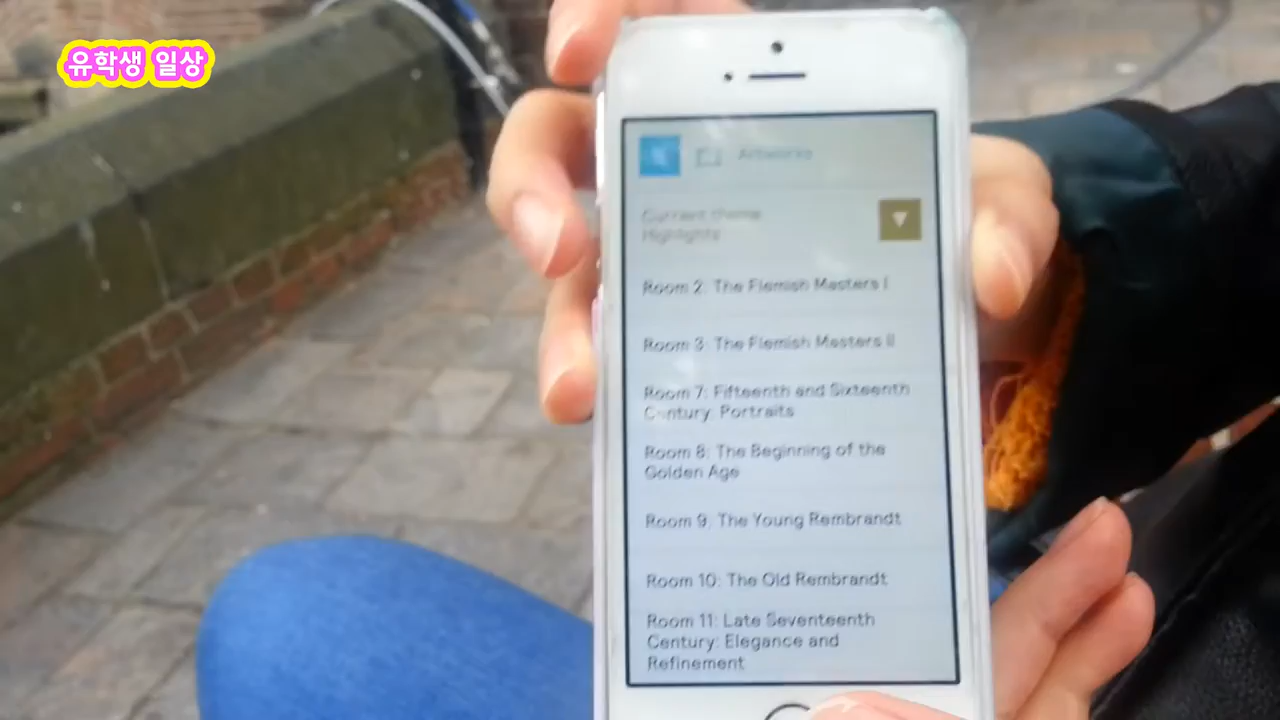 유학생 일상
Artworks
Current theme
Highlights
Room 2: The Flemish Masters I
Room 3: The Flemish Masters II
Room 7: Fifteenth and Sixteenth
Century: Portraits
Room 8: The Beginning of the
Golden Age
Room 9: The Young Rembrandt
Room 10: The Old Rembrandt
Room 11: Late Seventeenth
Century: Elegance and
Refinement